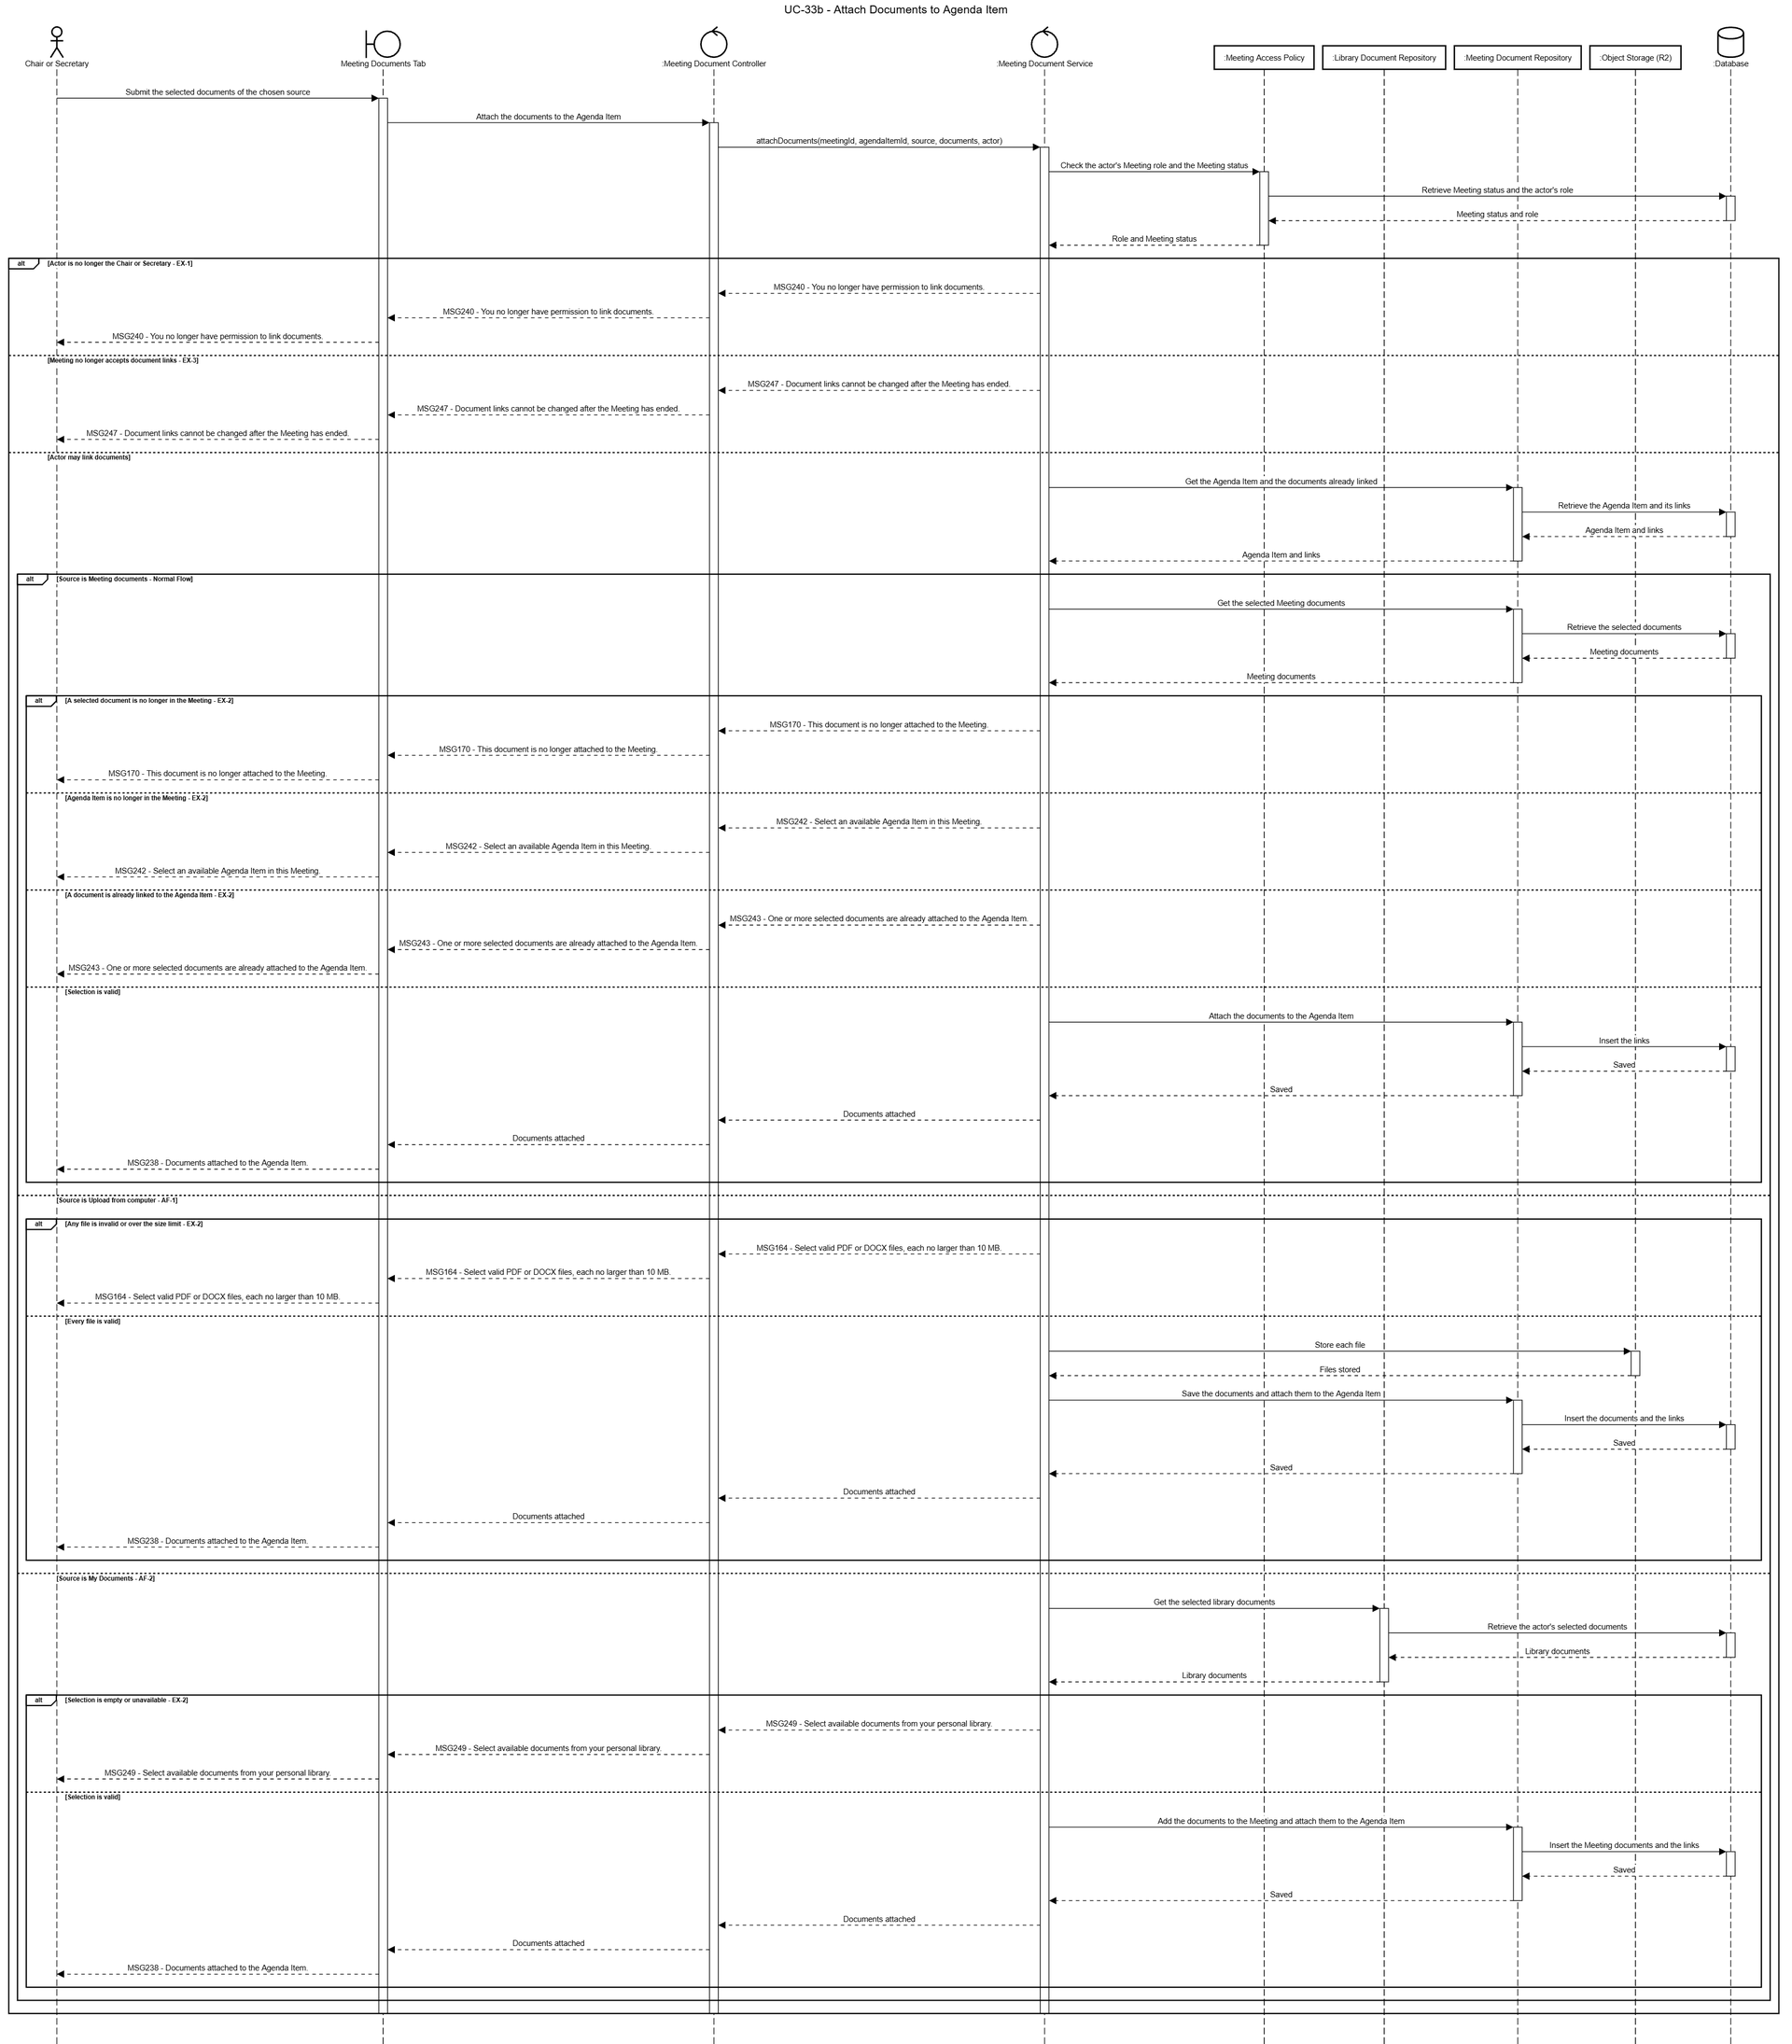 UC-33b - Attach Documents to Agenda Item
Chair or Secretary
Meeting Documents Tab
:Meeting Document Controller
:Meeting Document Service
:Meeting Access Policy
:Library Document Repository
:Meeting Document Repository
:Object Storage (R2)
:Database
Submit the selected documents of the chosen source
Attach the documents to the Agenda Item
attachDocuments(meetingId, agendaItemId, source, documents, actor)
Check the actor's Meeting role and the Meeting status
Retrieve Meeting status and the actor's role
Meeting status and role
Role and Meeting status
alt
[Actor is no longer the Chair or Secretary - EX-1]
MSG240 - You no longer have permission to link documents.
MSG240 - You no longer have permission to link documents.
MSG240 - You no longer have permission to link documents.
[Meeting no longer accepts document links - EX-3]
MSG247 - Document links cannot be changed after the Meeting has ended.
MSG247 - Document links cannot be changed after the Meeting has ended.
MSG247 - Document links cannot be changed after the Meeting has ended.
[Actor may link documents]
Get the Agenda Item and the documents already linked
Retrieve the Agenda Item and its links
Agenda Item and links
Agenda Item and links
alt
[Source is Meeting documents - Normal Flow]
Get the selected Meeting documents
Retrieve the selected documents
Meeting documents
Meeting documents
alt
[A selected document is no longer in the Meeting - EX-2]
MSG170 - This document is no longer attached to the Meeting.
MSG170 - This document is no longer attached to the Meeting.
MSG170 - This document is no longer attached to the Meeting.
[Agenda Item is no longer in the Meeting - EX-2]
MSG242 - Select an available Agenda Item in this Meeting.
MSG242 - Select an available Agenda Item in this Meeting.
MSG242 - Select an available Agenda Item in this Meeting.
[A document is already linked to the Agenda Item - EX-2]
MSG243 - One or more selected documents are already attached to the Agenda Item.
MSG243 - One or more selected documents are already attached to the Agenda Item.
MSG243 - One or more selected documents are already attached to the Agenda Item.
[Selection is valid]
Attach the documents to the Agenda Item
Insert the links
Saved
Saved
Documents attached
Documents attached
MSG238 - Documents attached to the Agenda Item.
[Source is Upload from computer - AF-1]
alt
[Any file is invalid or over the size limit - EX-2]
MSG164 - Select valid PDF or DOCX files, each no larger than 10 MB.
MSG164 - Select valid PDF or DOCX files, each no larger than 10 MB.
MSG164 - Select valid PDF or DOCX files, each no larger than 10 MB.
[Every file is valid]
Store each file
Files stored
Save the documents and attach them to the Agenda Item
Insert the documents and the links
Saved
Saved
Documents attached
Documents attached
MSG238 - Documents attached to the Agenda Item.
[Source is My Documents - AF-2]
Get the selected library documents
Retrieve the actor's selected documents
Library documents
Library documents
alt
[Selection is empty or unavailable - EX-2]
MSG249 - Select available documents from your personal library.
MSG249 - Select available documents from your personal library.
MSG249 - Select available documents from your personal library.
[Selection is valid]
Add the documents to the Meeting and attach them to the Agenda Item
Insert the Meeting documents and the links
Saved
Saved
Documents attached
Documents attached
MSG238 - Documents attached to the Agenda Item.